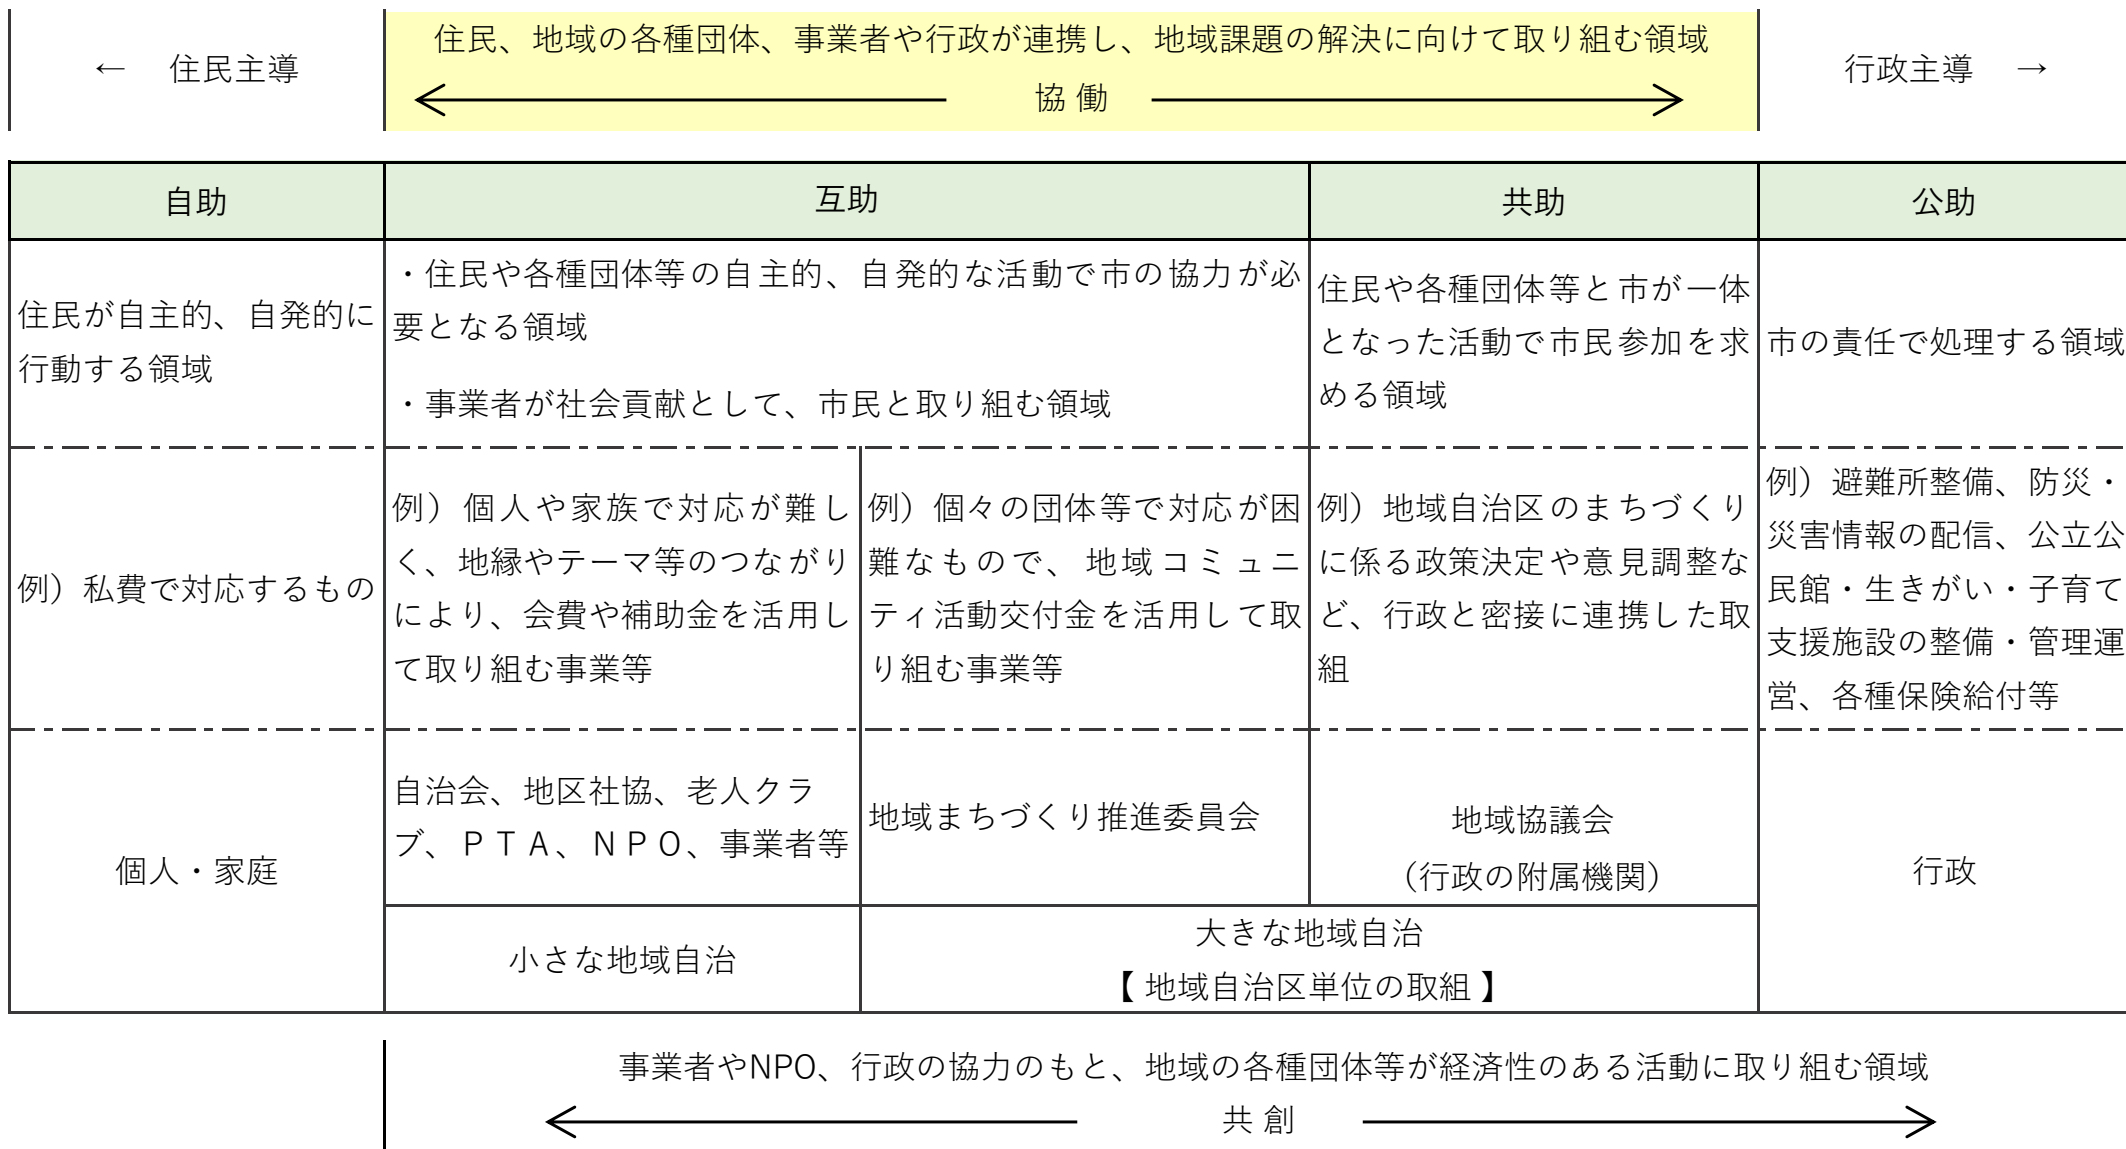 ← 住民主導
住民、地域の各種団体、事業者や行政が連携し、地域課題の解決に向けて取り組む領域
協 働
行政主導 →
自助
互助
共助
公助
住民が自主的、自発的に
行動する領域
・住民や各種団体等の自主的、自発的な活動で市の協力が必
要となる領域
・事業者が社会貢献として、市民と取り組む領域
住民や各種団体等と市が一体
となった活動で市民参加を求
める領域
市の責任で処理する領域
例）私費で対応するもの
例）個人や家族で対応が難し
く、地縁やテーマ等のつながり
により、会費や補助金を活用し
て取り組む事業等
例）個々の団体等で対応が困
難なもので、地域コミュニ
ティ活動交付金を活用して取
り組む事業等
例）地域自治区のまちづくり
に係る政策決定や意見調整な
ど、行政と密接に連携した取
組
例）避難所整備、防災・
災害情報の配信、公立公
民館・生きがい・子育て
支援施設の整備・管理運
営、各種保険給付等
個人・家庭
自治会、地区社協、老人クラ
ブ、ＰＴＡ、ＮＰＯ、事業者等
地域まちづくり推進委員会
地域協議会
（行政の附属機関）
行政
小さな地域自治
大きな地域自治
【 地域自治区単位の取組 】
事業者やNPO、行政の協力のもと、地域の各種団体等が経済性のある活動に取り組む領域
共 創